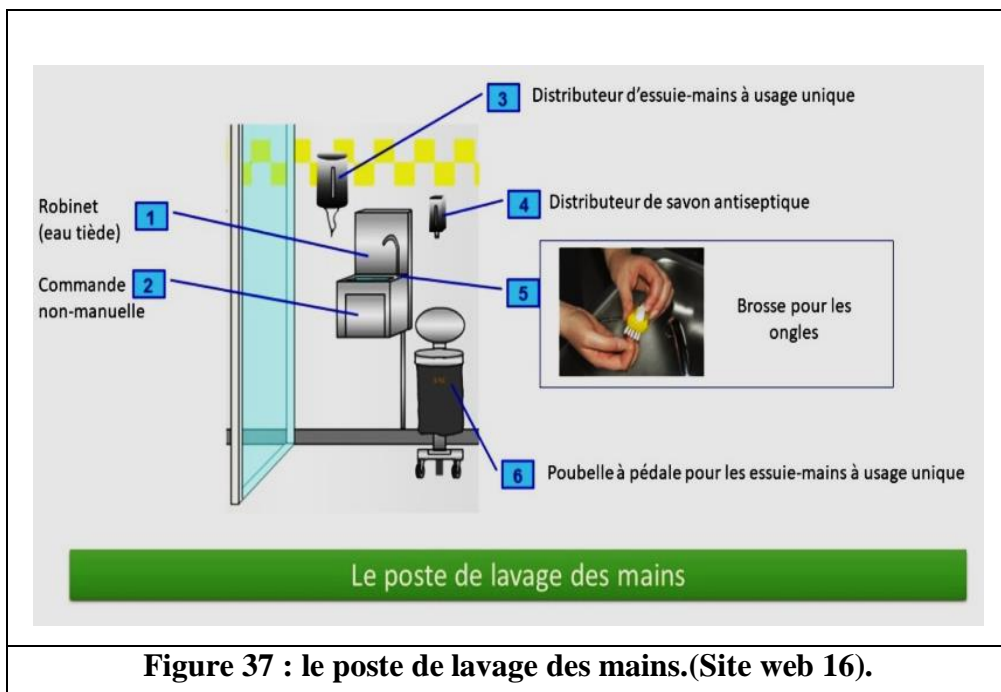 3
Distributeur d'essuie-mains à usage unique
Robinet
(eau tiède)
1
4
Distributeur de savon antiseptique
Commande
non-manuelle
2
5
Brosse pour les
ongles
6
Poubelle à pédale pour les essuie-mains à usage unique
Le poste de lavage des mains
Figure 37 : le poste de lavage des mains.(Site web 16).